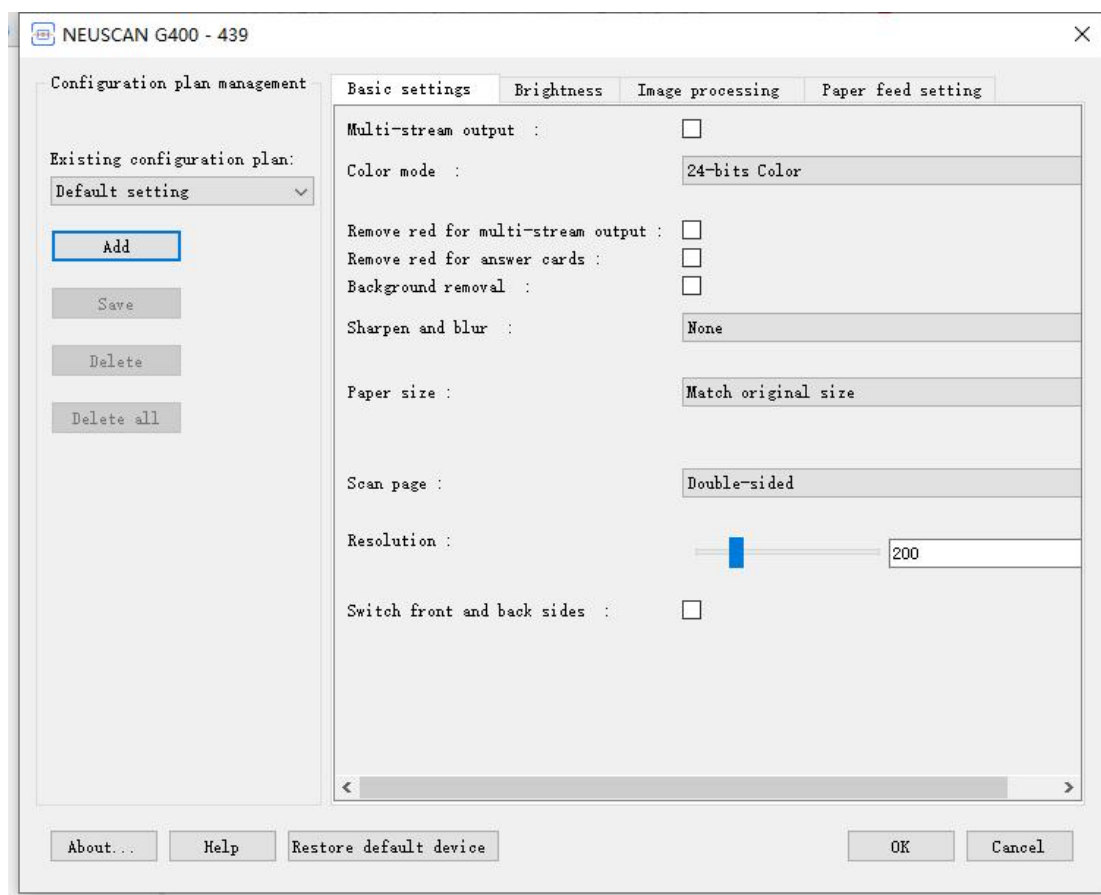 NEUSCAN G400 - 439
Configuration plan management
Existing configuration plan:
Default setting
Add
Save
Delete
Delete all
Basic settings
Brightness
Image processing
Paper feed setting
Multi-stream output :
Color mode :
24-bits Color
Remove red for multi-stream output :
Remove red for answer cards :
Background removal :
Sharpen and blur :
None
Paper size :
Match original size
Scan page :
Double-sided
Resolution :
200
Switch front and back sides :
About...
Help
Restore default device
OK
Cancel